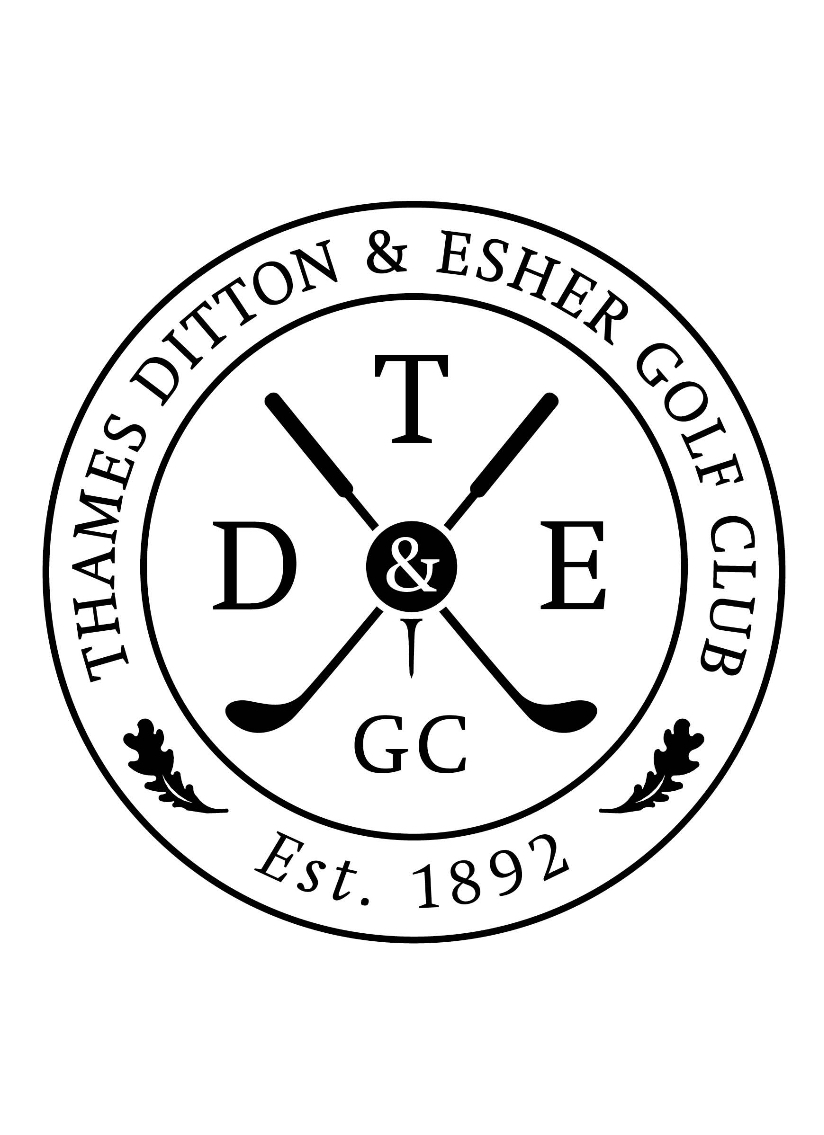 THAMES DITTON & ESHER GOLF CLUB
T
D & E
GC
Est. 1892